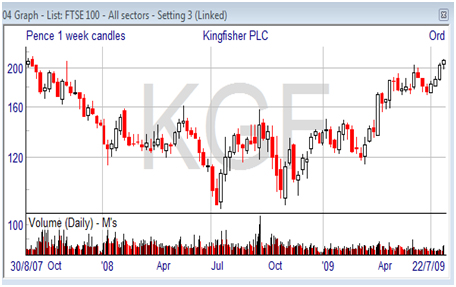 04 Graph - List: FTSE 100 - All sectors - Setting 3 (Linked)
Pence 1 week candles Kingfisher PLC Ord
KGF
200
160
120
100
Volume (Daily) - M's
30/8/07 Oct '08 Apr Jul Oct '09 Apr 22/7/09